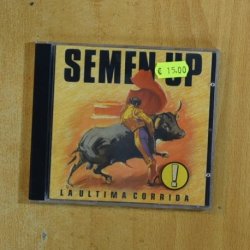 SEMEN UP
€ 15,00
!
LA ULTIMA CORRIDA